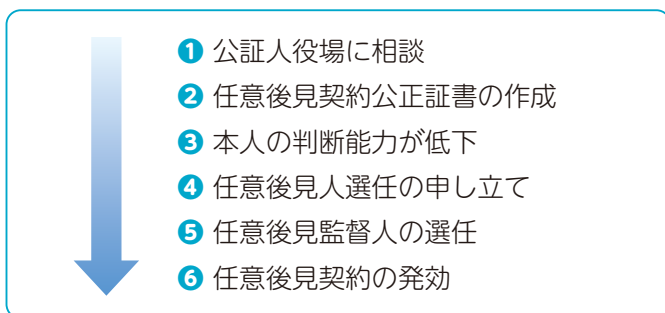 ❶ 公証人役場に相談
❷ 任意後見契約公正証書の作成
❸ 本人の判断能力が低下
❹ 任意後見人選任の申し立て
❺ 任意後見監督人の選任
❻ 任意後見契約の発効